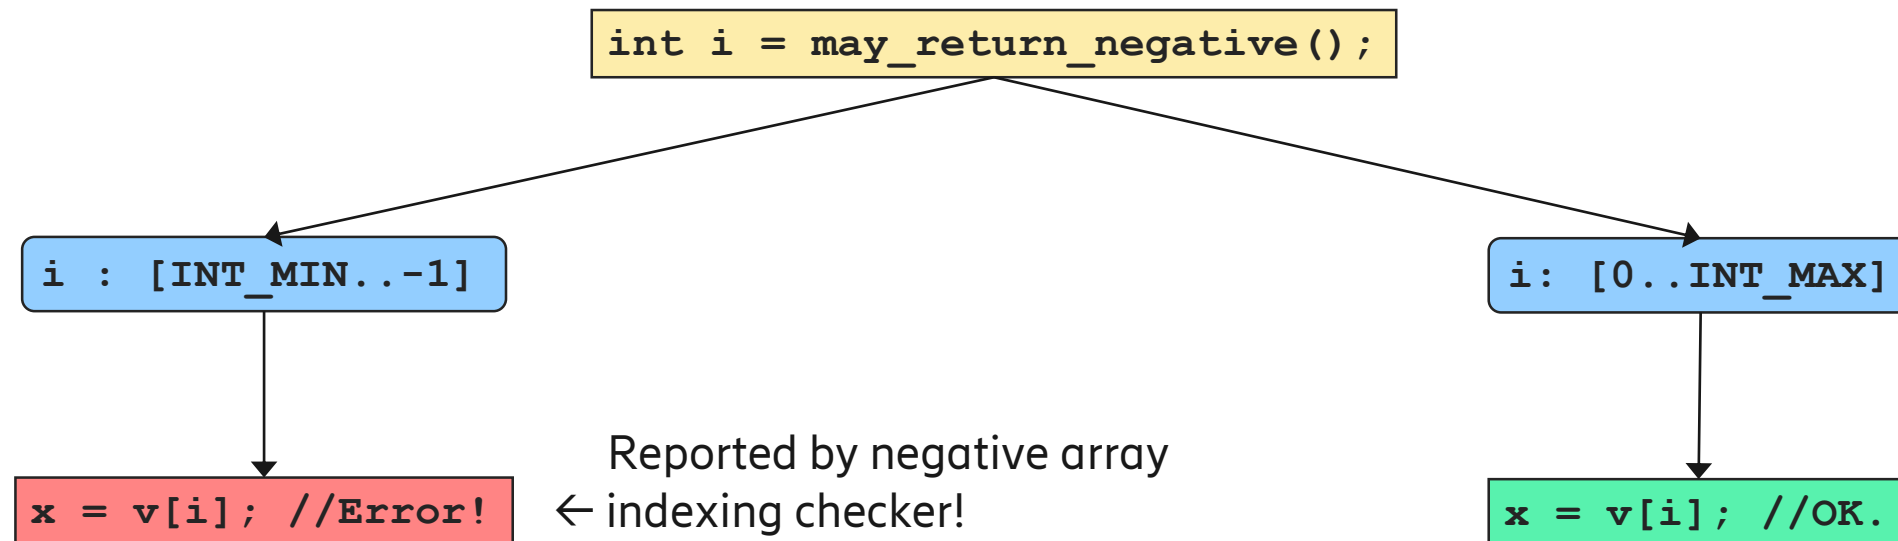 int i = may_return_negative();
i : [INT_MIN..-1]
i: [0..INT_MAX]
Reported by negative array
← indexing checker!
x = v[i]; //Error!
x = v[i]; //OK.